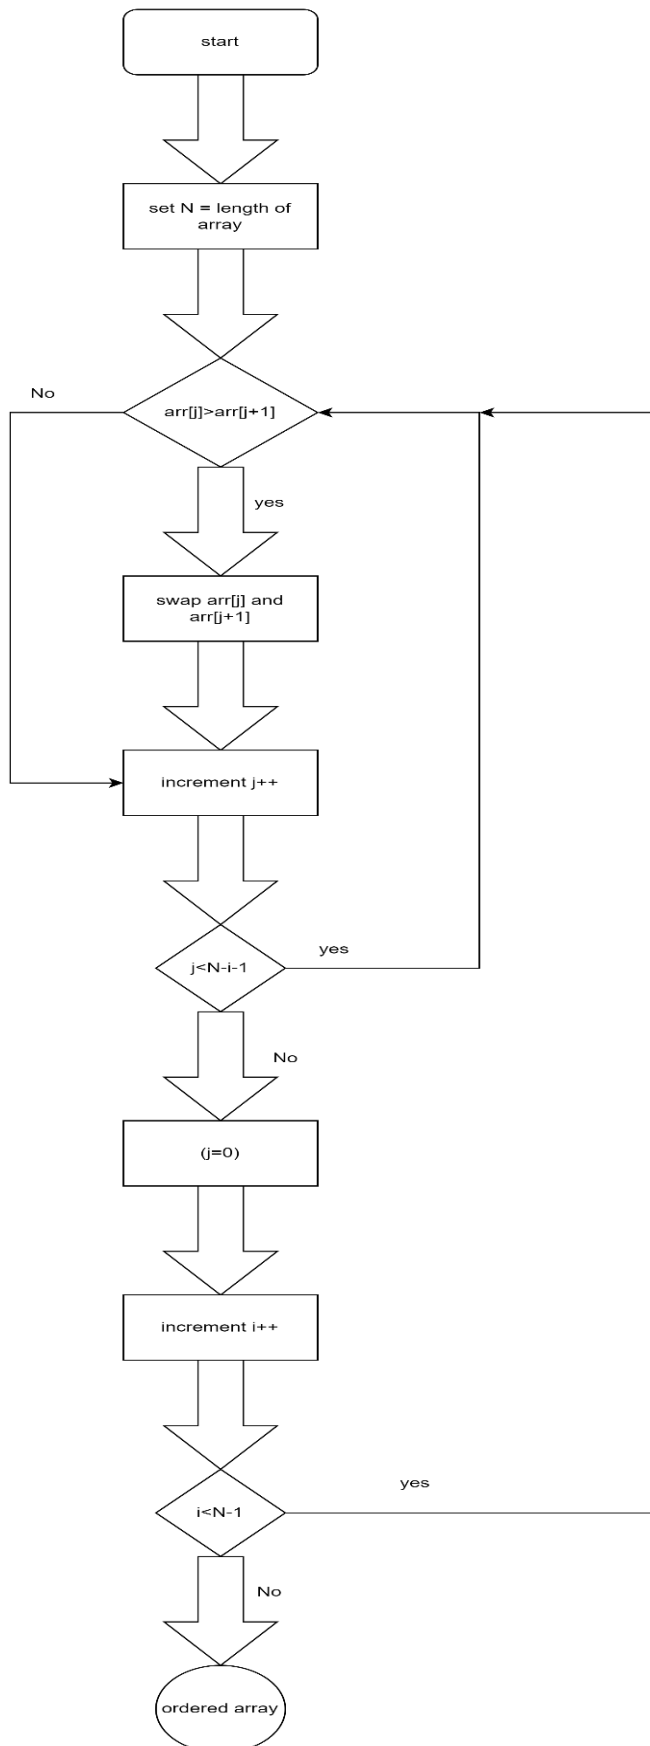 start
set N = length of
array
No
arr[j]>arr[j+1]
yes
swap arr[j] and
arr[j+1]
increment j++
j<N-i-1
yes
No
(j=0)
increment i++
yes
i<N-1
No
ordered array